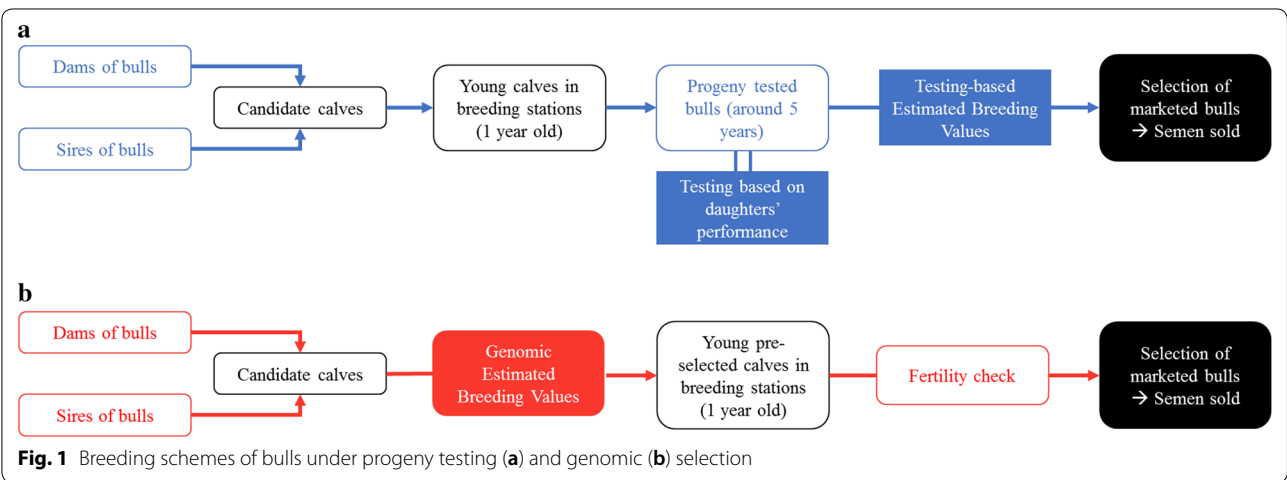 a
Dams of bulls
Sires of bulls
Candidate calves
Young calves in
breeding stations
(1 year old)
Progeny tested
bulls (around 5
years)
Testing based on
daughters’
performance
Testing-based
Estimated Breeding
Values
Selection of
marketed bulls
→ Semen sold
b
Dams of bulls
Sires of bulls
Candidate calves
Genomic
Estimated
Breeding Values
Young pre-
selected calves in
breeding stations
(1 year old)
Fertility check
Selection of
marketed bulls
→ Semen sold
Fig. 1 Breeding schemes of bulls under progeny testing (a) and genomic (b) selection